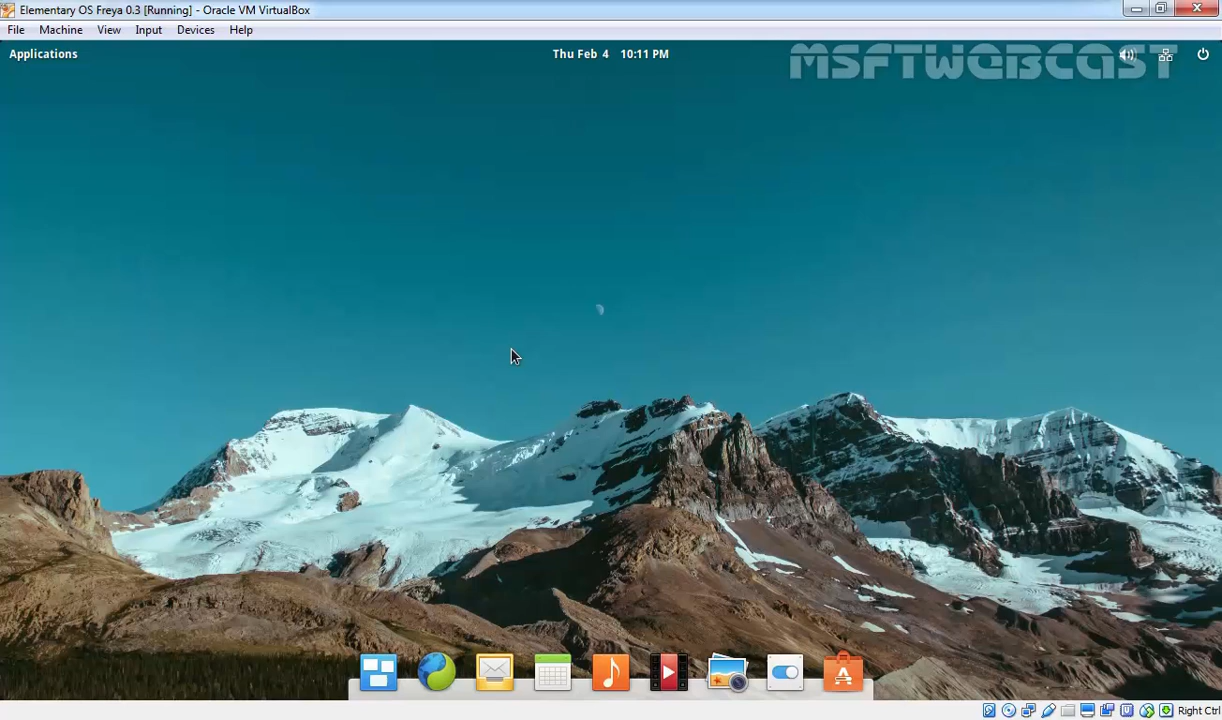 Elementary OS Freya 0.3 [Running] - Oracle VM VirtualBox
File Machine View Input Devices Help
Applications Thu Feb 4 10:11 PM MSFTWEBCAST
Right Ctrl